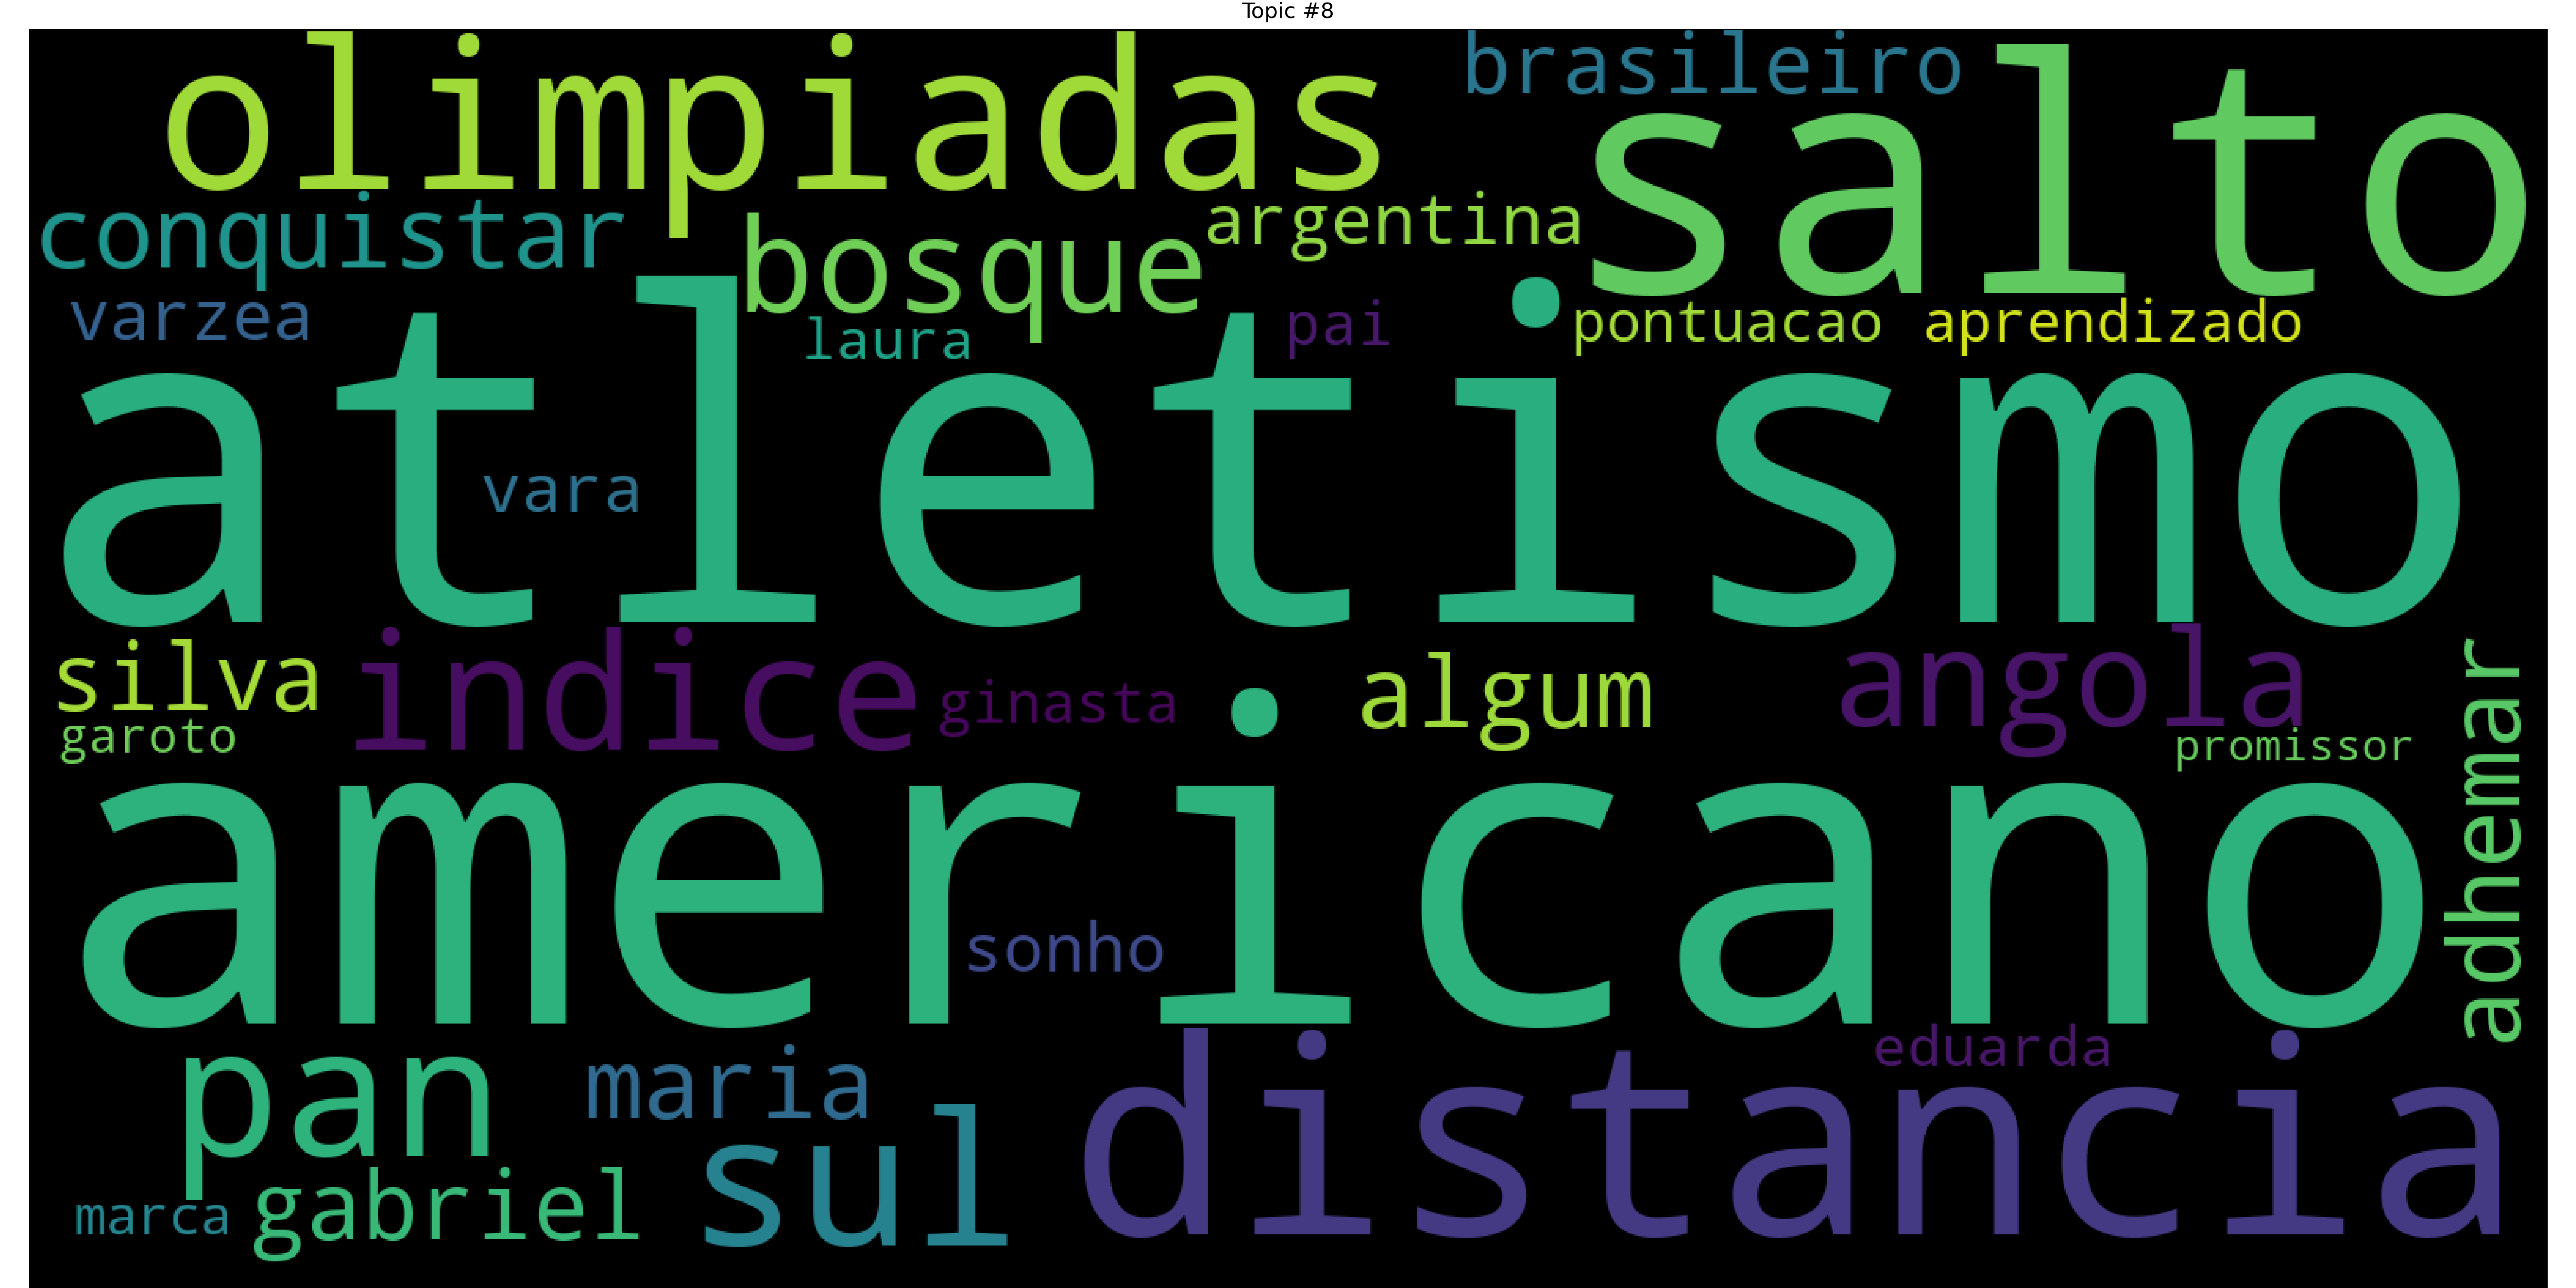 Topic #8
olimpiadas
brasileiro
salto
conquistar
bosque
argentina
varzea
laura
pai
pontuacao
aprendizado
atletismo
vara
silva
indice
ginasta
algum
angola
garoto
promissor
adhemar
americano
sonho
pan
maria
eduarda
distancia
sul
marca
gabriel